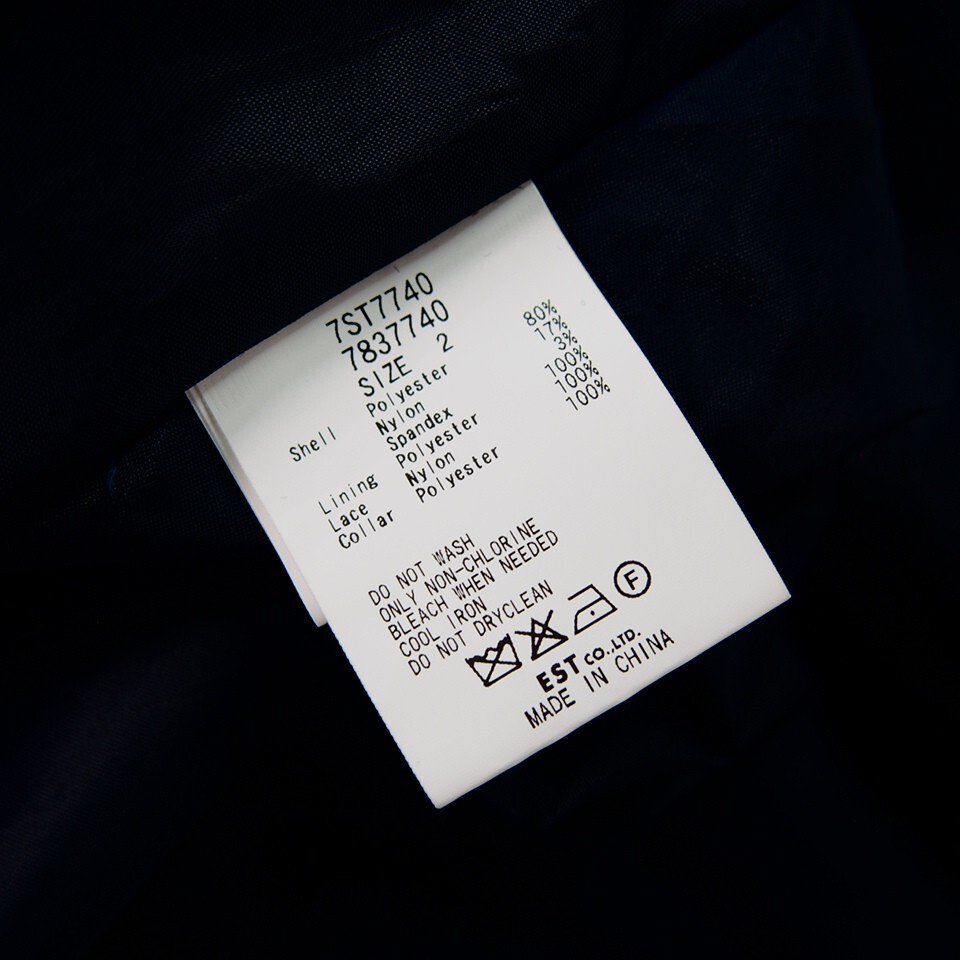 7ST7740
7837740
SIZE 2
Shell Polyester 80%
Nylon 17%
Spandex 3%
Lining Polyester 100%
Lace Nylon 100%
Collar Polyester 100%
DO NOT WASH
ONLY NON-CHLORINE
BLEACH WHEN NEEDED
COOL IRON
DO NOT DRYCLEAN
F
EST CO.,LTD.
MADE IN CHINA